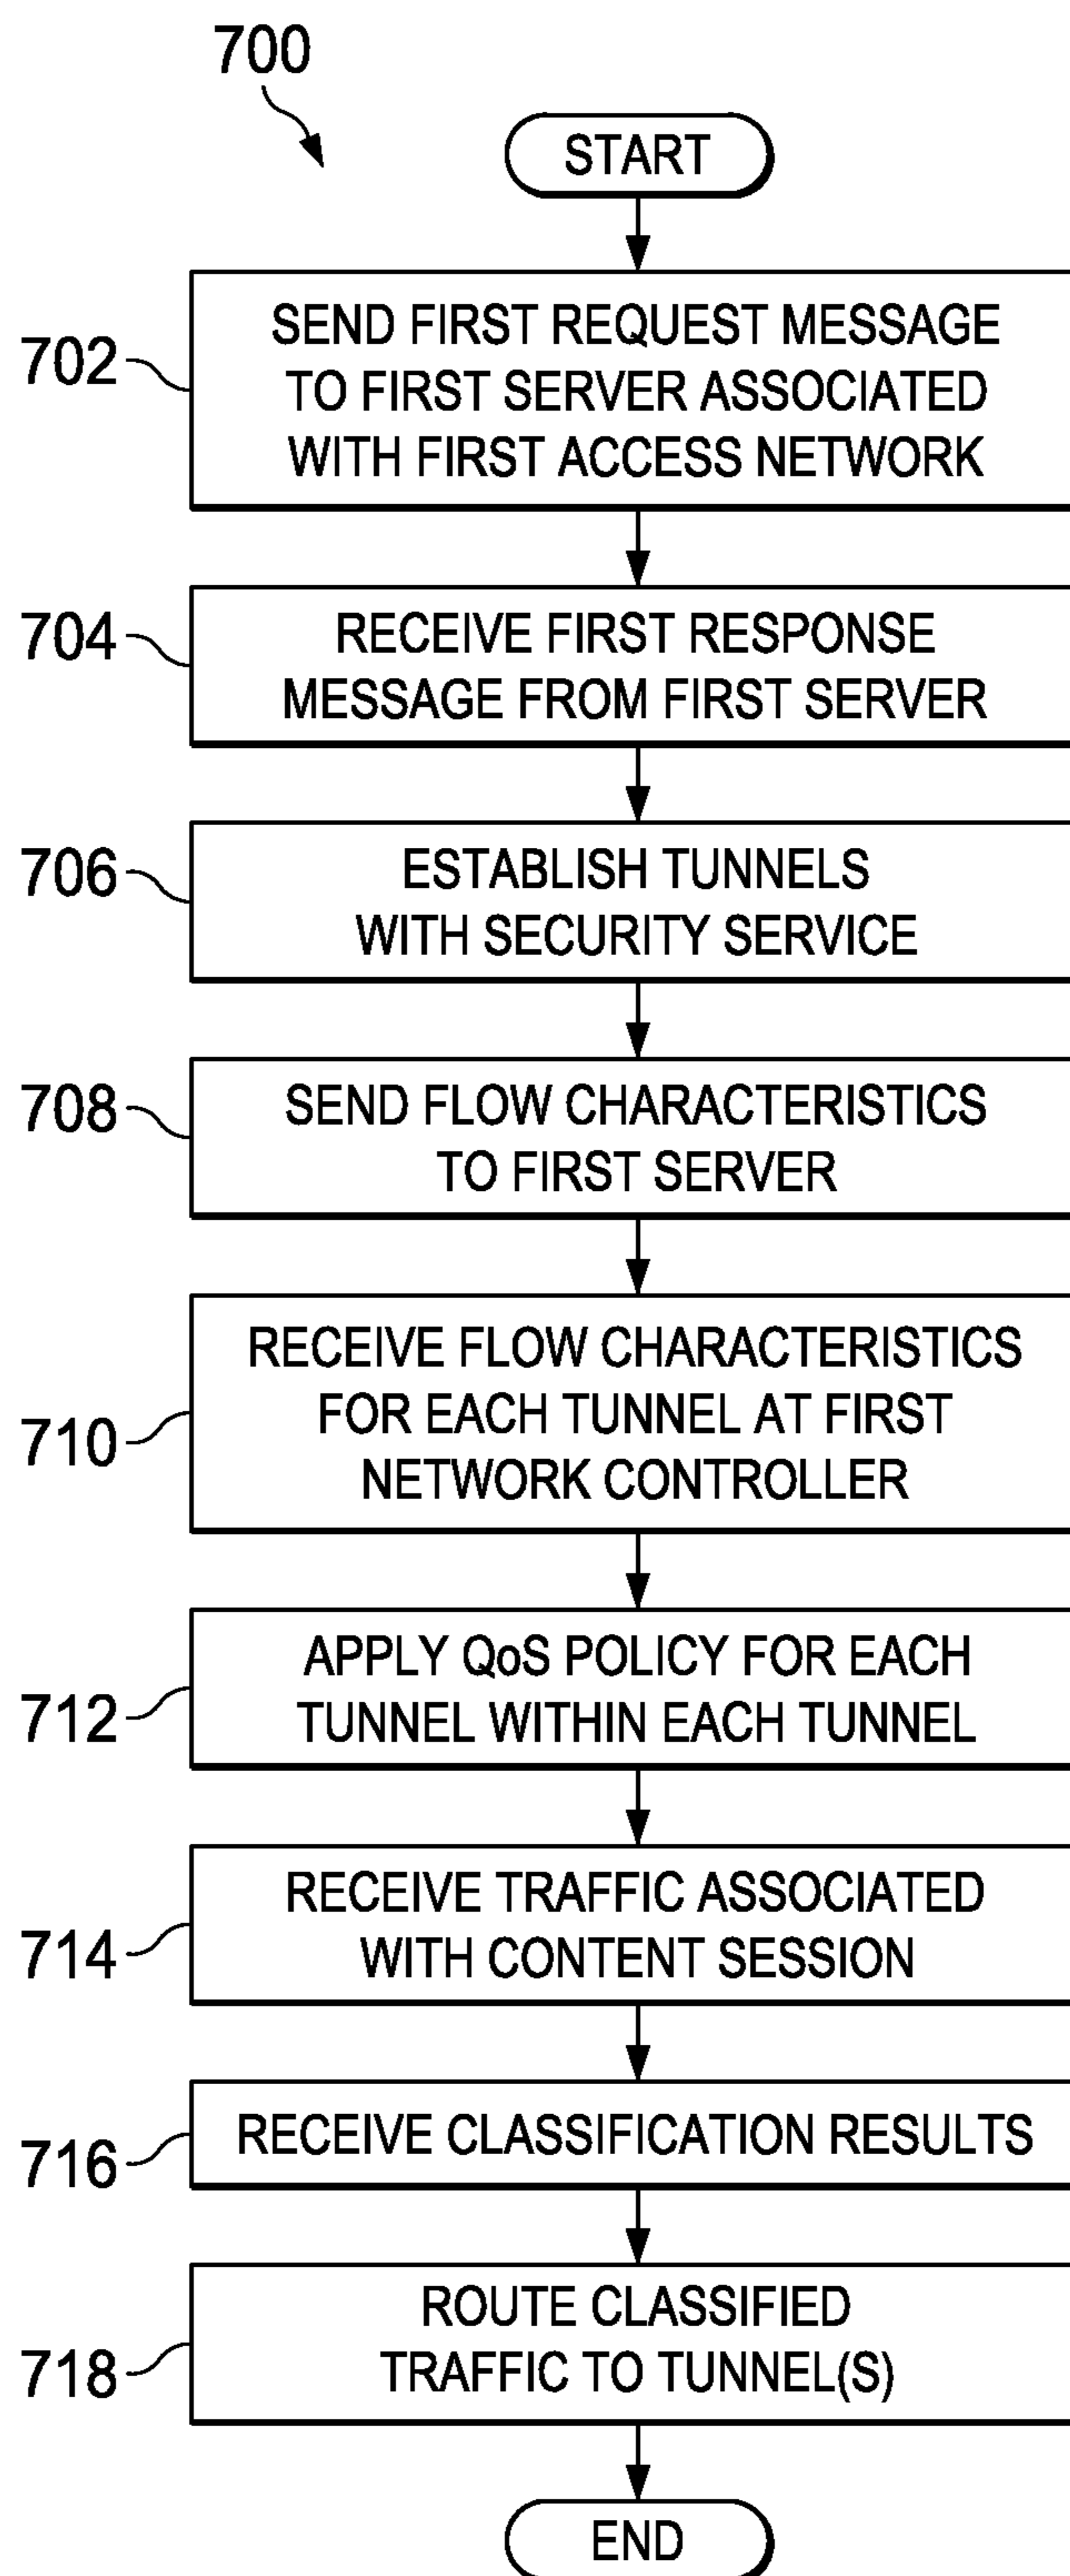 700
START
702
SEND FIRST REQUEST MESSAGE
TO FIRST SERVER ASSOCIATED
WITH FIRST ACCESS NETWORK
704
RECEIVE FIRST RESPONSE
MESSAGE FROM FIRST SERVER
706
ESTABLISH TUNNELS
WITH SECURITY SERVICE
708
SEND FLOW CHARACTERISTICS
TO FIRST SERVER
710
RECEIVE FLOW CHARACTERISTICS
FOR EACH TUNNEL AT FIRST
NETWORK CONTROLLER
712
APPLY QoS POLICY FOR EACH
TUNNEL WITHIN EACH TUNNEL
714
RECEIVE TRAFFIC ASSOCIATED
WITH CONTENT SESSION
716
RECEIVE CLASSIFICATION RESULTS
718
ROUTE CLASSIFIED
TRAFFIC TO TUNNEL(S)
END